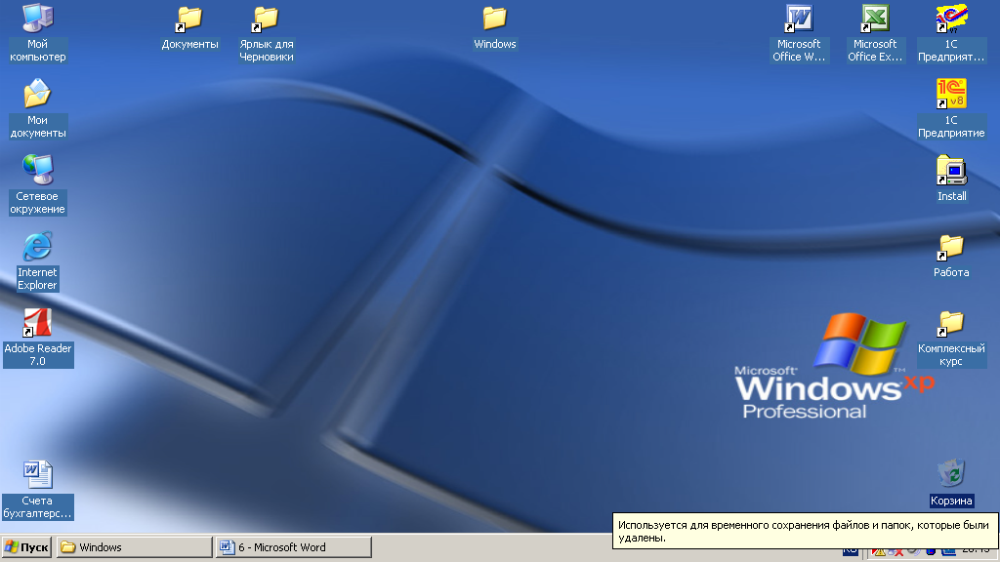 Мой
компьютер
Документы
Ярлык для
Черновики
Windows
Microsoft
Office W...
Microsoft
Office Ex...
1С
Предприят...
Мои
документы
1С
Предприятие
Сетевое
окружение
Install
Internet
Explorer
Работа
Adobe Reader
7.0
Комплексный
курс
Microsoft
Windows xp
Professional
Счета
бухгалтерс...
Корзина
Используется для временного сохранения файлов и папок, которые были
удалены.
Пуск
Windows
6 - Microsoft Word